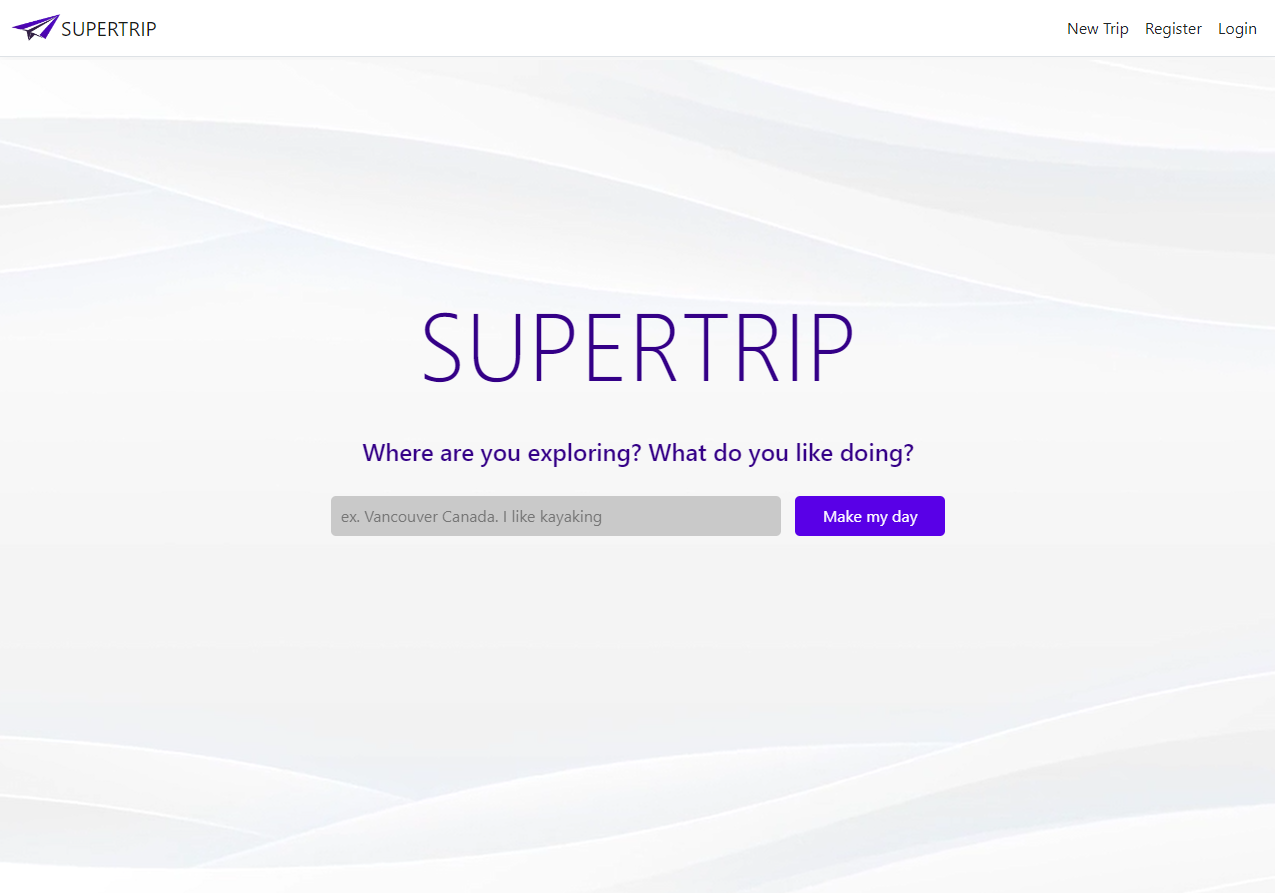 SUPERTRIP
New Trip Register Login
SUPERTRIP
Where are you exploring? What do you like doing?
ex. Vancouver Canada. I like kayaking
Make my day